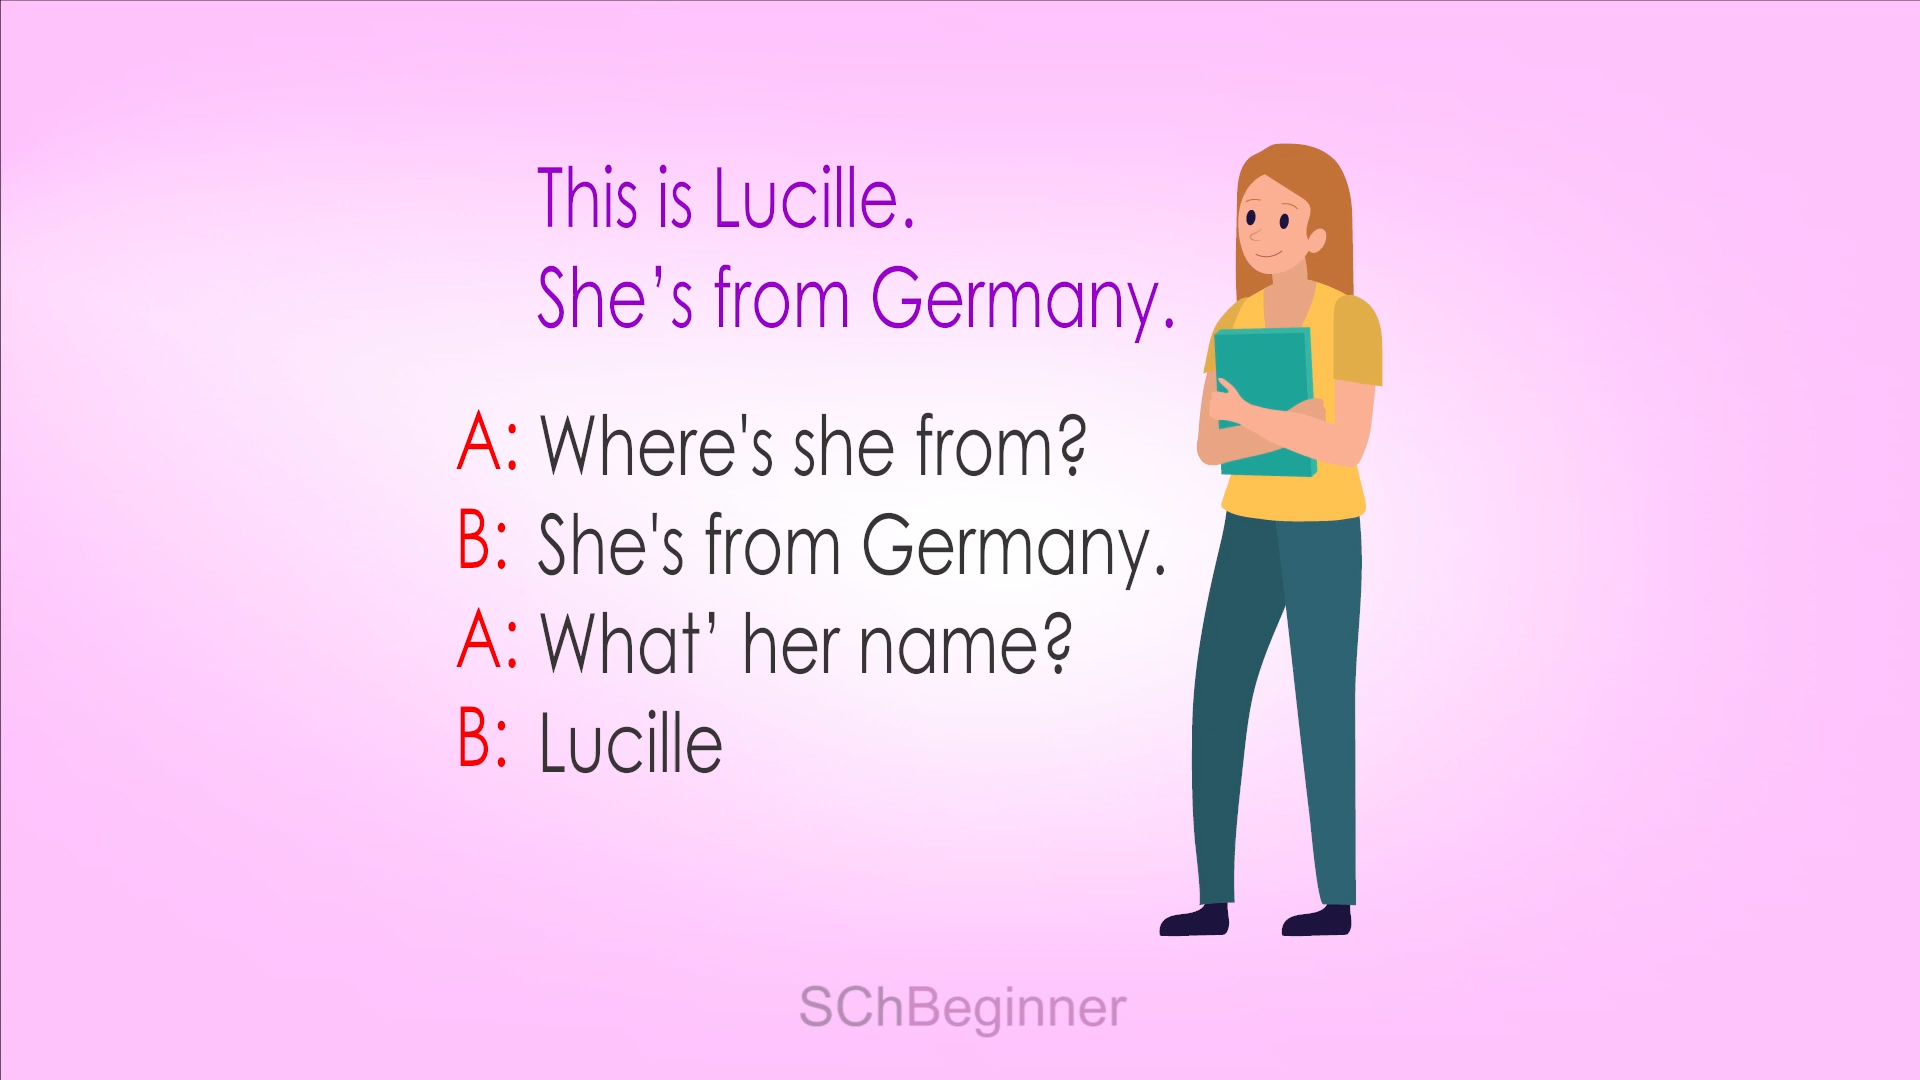 This is Lucille.
She’s from Germany.
A: Where's she from?
B: She's from Germany.
A: What’ her name?
B: Lucille
SChBeginner